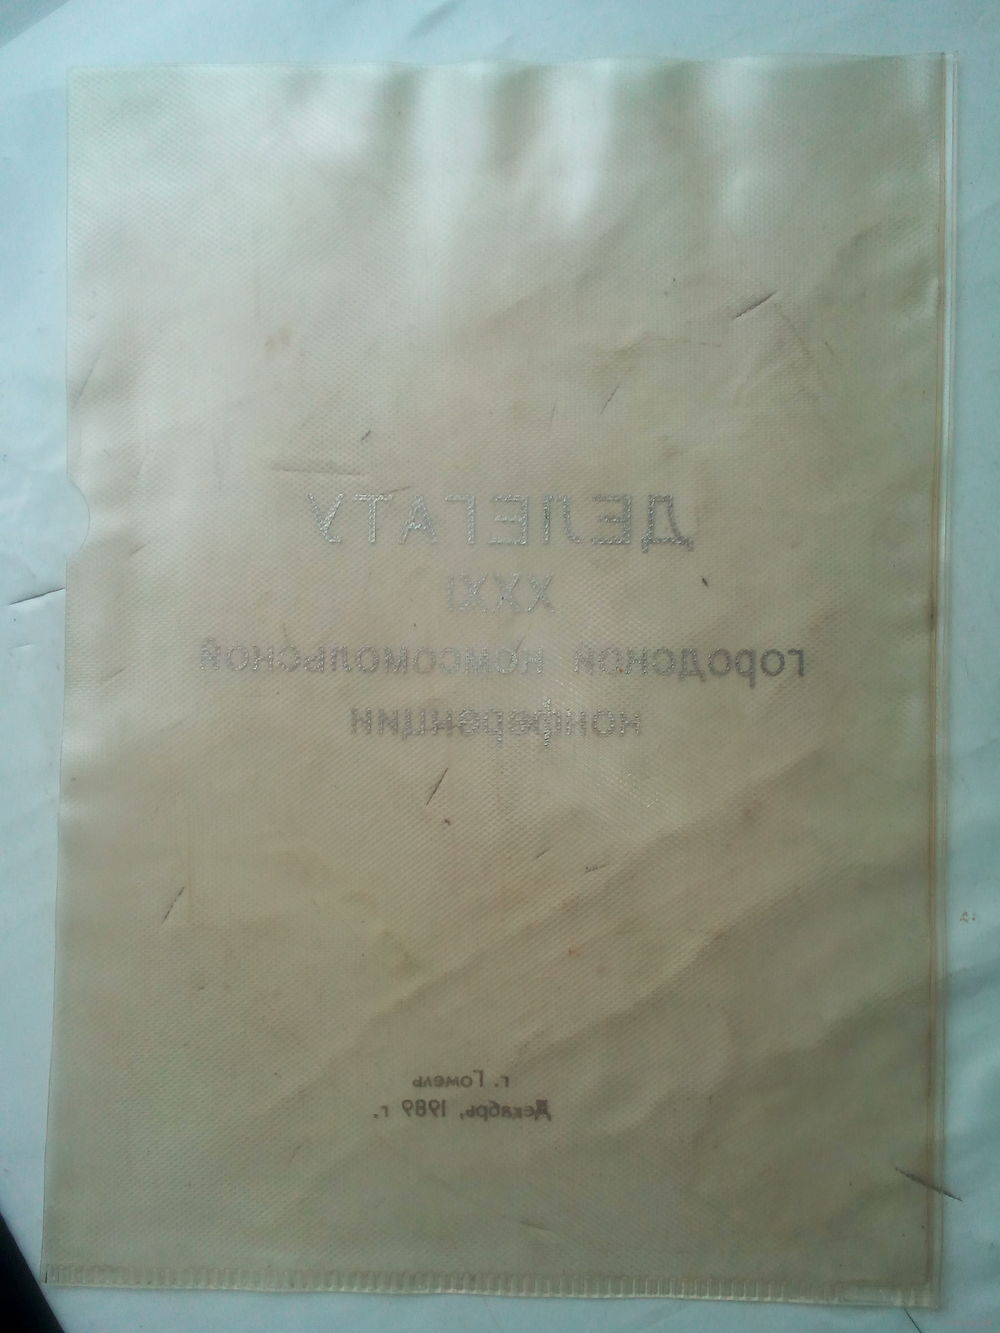 ДЕЛЕГАТУ
XXXI
городской комсомольской
конференции
г. Гомель
Декабрь, 1989 г.